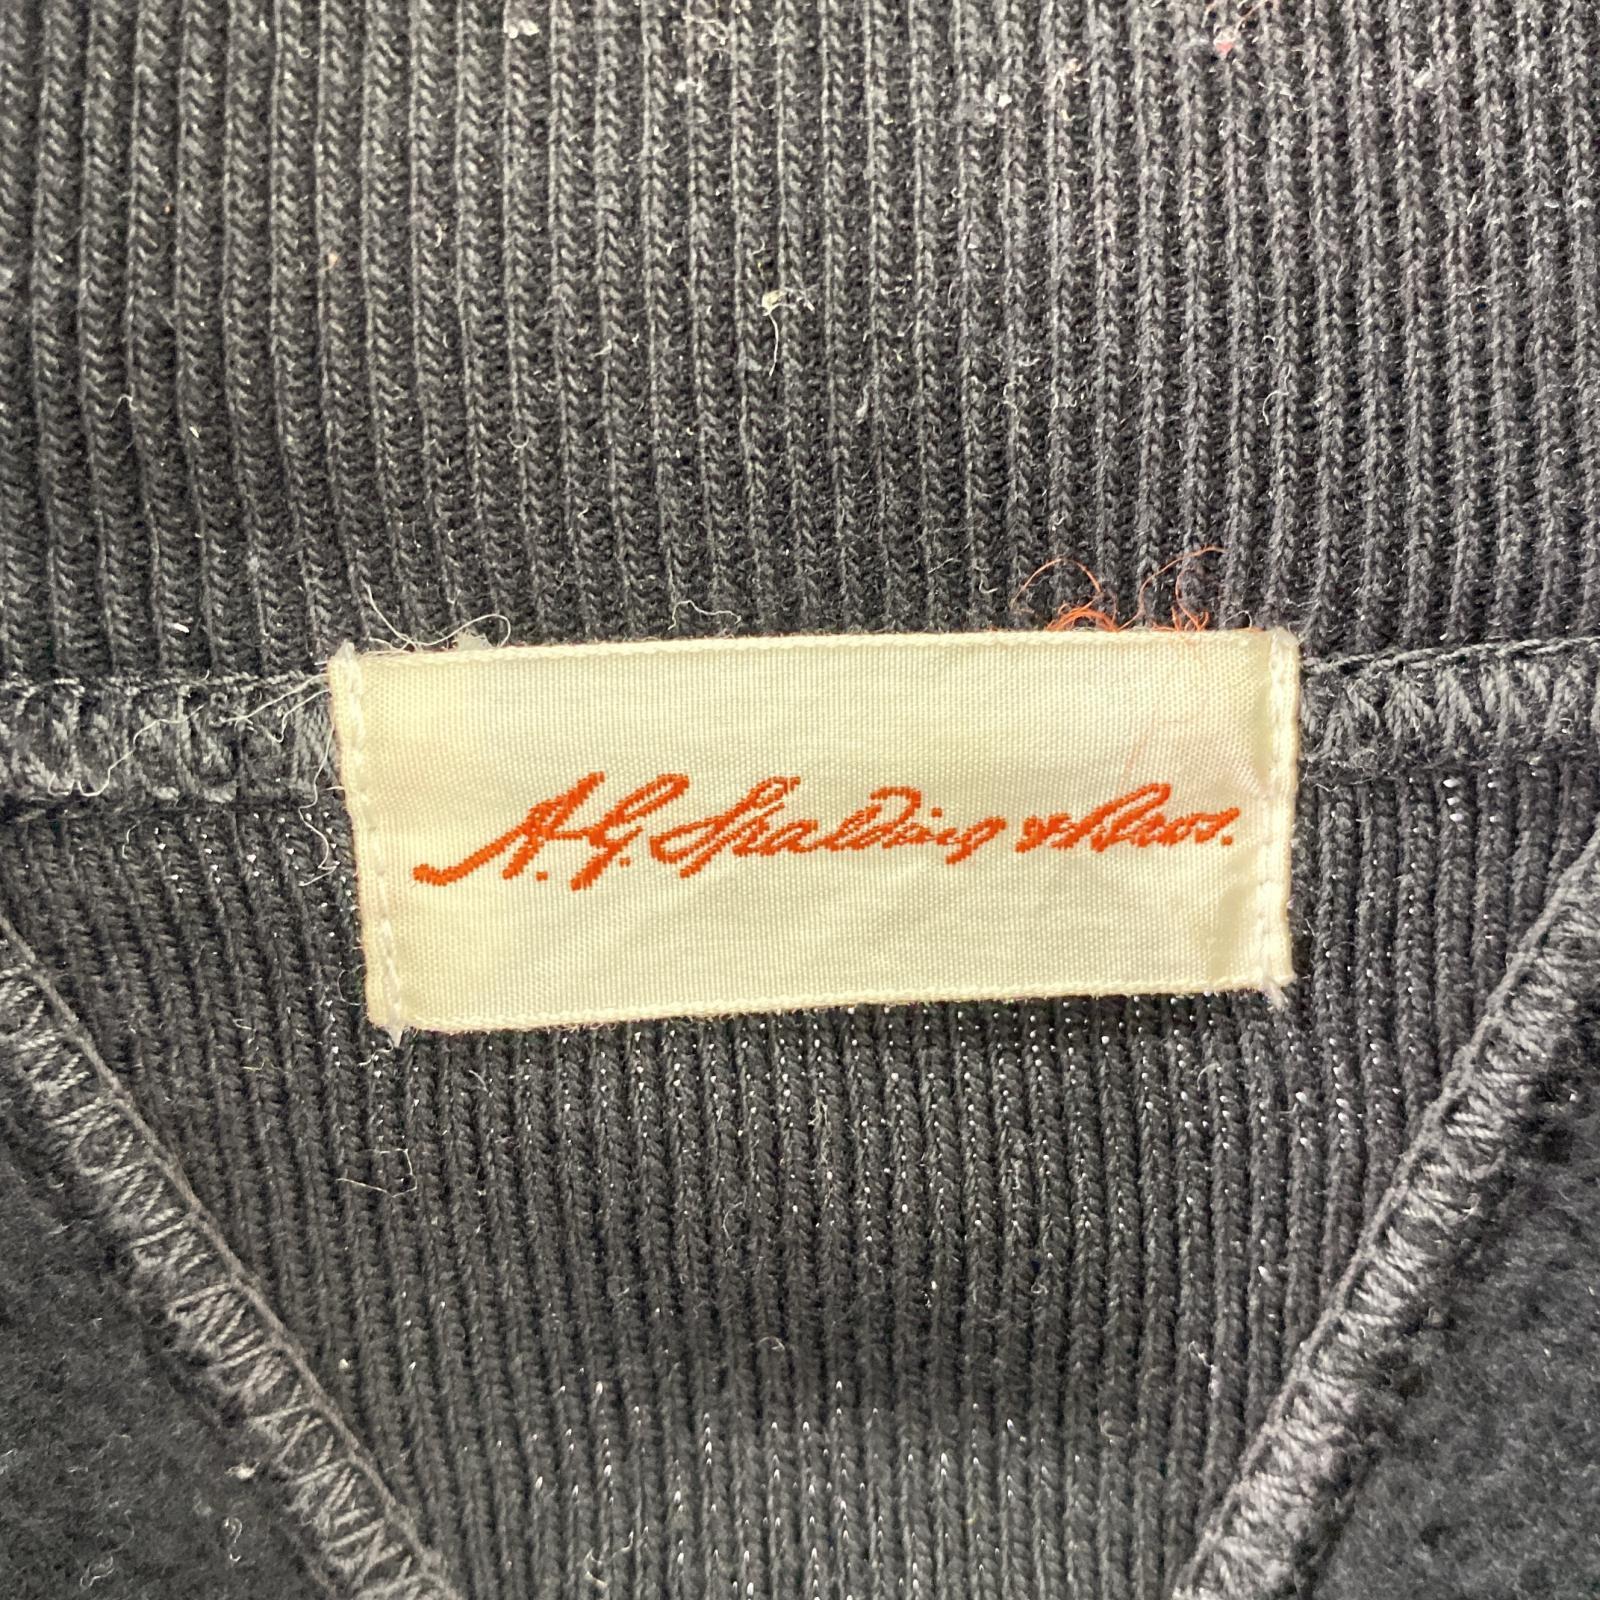 A.G. Spalding & Bros.